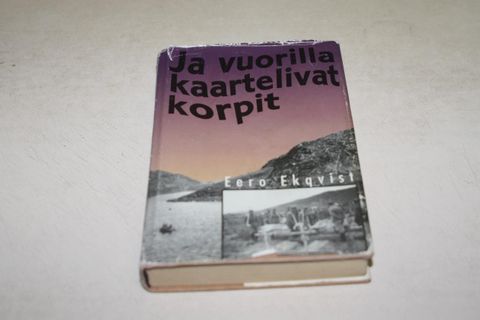 Ja vuorilla
kaartelivat
korpit
Eero Ekqvist